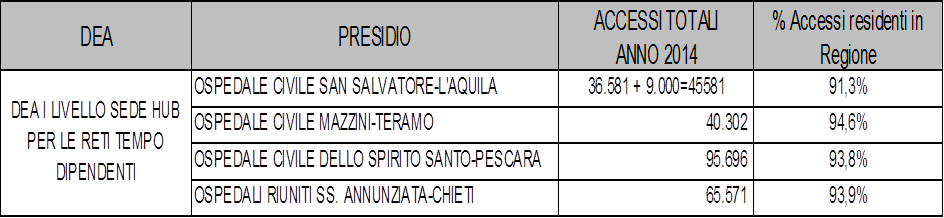 DEA
PRESIDIO
ACCESSI TOTALI
ANNO 2014
% Accessi residenti in
Regione
DEA I LIVELLO SEDE HUB
PER LE RETI TEMPO
DIPENDENTI
OSPEDALE CIVILE SAN SALVATORE-L'AQUILA
36.581 + 9.000=45581
91,3%
OSPEDALE CIVILE MAZZINI-TERAMO
40.302
94,6%
OSPEDALE CIVILE DELLO SPIRITO SANTO-PESCARA
95.696
93,8%
OSPEDALI RIUNITI SS. ANNUNZIATA-CHIETI
65.571
93,9%